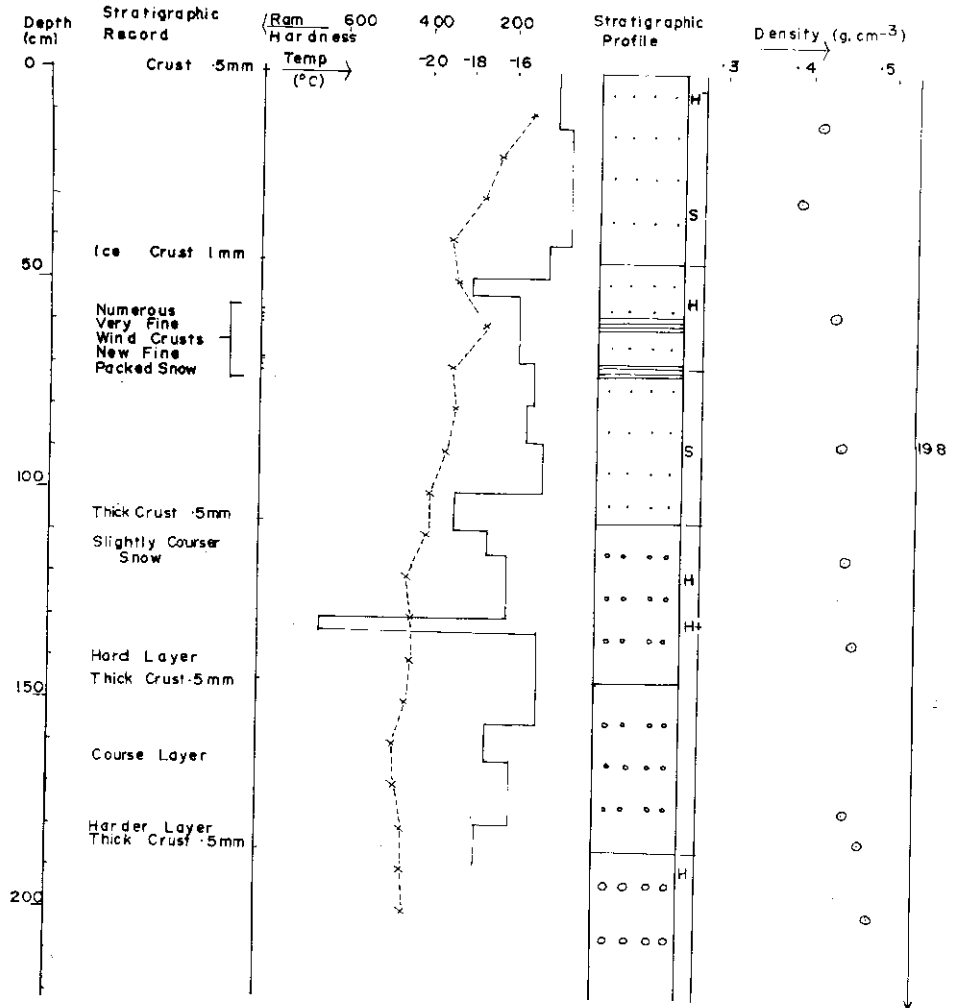 Depth
(cm)
Stratigraphic
Record
Ram
Hardness
600
400
200
Temp
(°C)
-20
-18
-16
Stratigraphic
Profile
Density (g. cm-3)
.3
.4
.5
0
Crust ·5mm
H-
S
Ice Crust 1mm
50
Numerous
Very Fine
Wind Crusts
New Fine
Packed Snow
H
S
198
100
Thick Crust ·5mm
Slightly Courser
Snow
H
H+
Hard Layer
Thick Crust ·5mm
150
Course Layer
Harder Layer
Thick Crust ·5mm
H
200